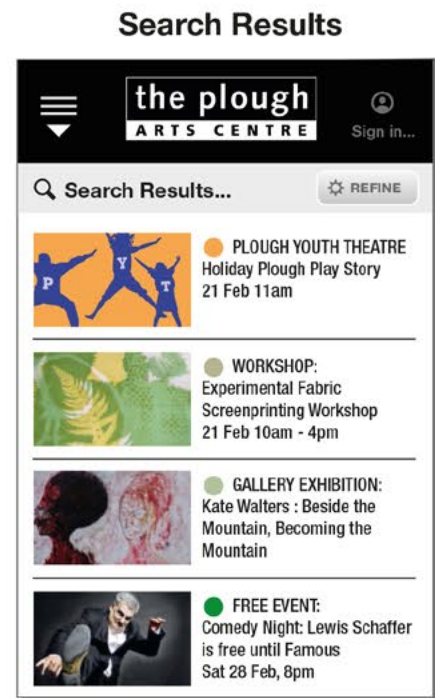 Search Results
the plough
ARTS CENTRE
Sign in...
Search Results...
REFINE
P Y T
PLOUGH YOUTH THEATRE
Holiday Plough Play Story
21 Feb 11am
WORKSHOP:
Experimental Fabric
Screenprinting Workshop
21 Feb 10am - 4pm
GALLERY EXHIBITION:
Kate Walters : Beside the
Mountain, Becoming the
Mountain
FREE EVENT:
Comedy Night: Lewis Schaffer
is free until Famous
Sat 28 Feb, 8pm